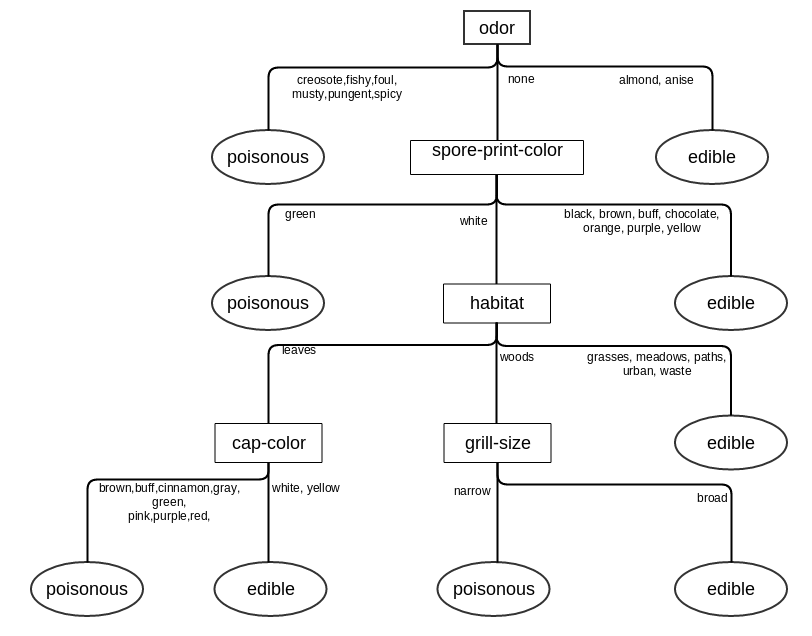 odor
creosote,fishy,foul,
musty,pungent,spicy
none
almond, anise
poisonous
spore-print-color
edible
green
white
black, brown, buff, chocolate,
orange, purple, yellow
poisonous
habitat
edible
leaves
woods
grasses, meadows, paths,
urban, waste
cap-color
grill-size
edible
brown,buff,cinnamon,gray,
green,
pink,purple,red,
white, yellow
narrow
broad
poisonous
edible
poisonous
edible